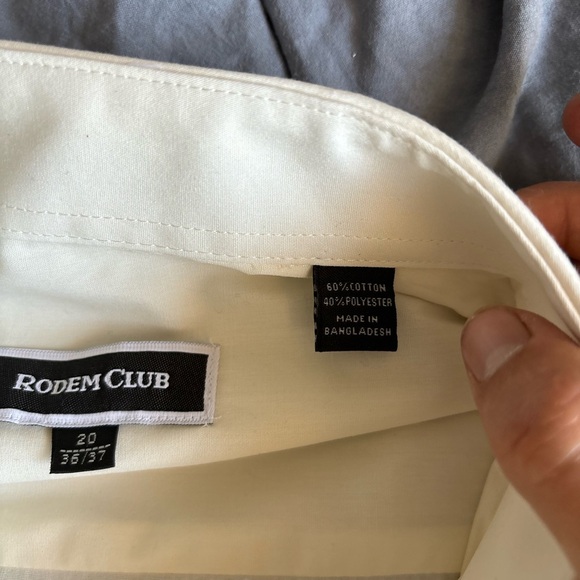 60% COTTON
40% POLYESTER
MADE IN
BANGLADESH
RODEM CLUB
20
36/37